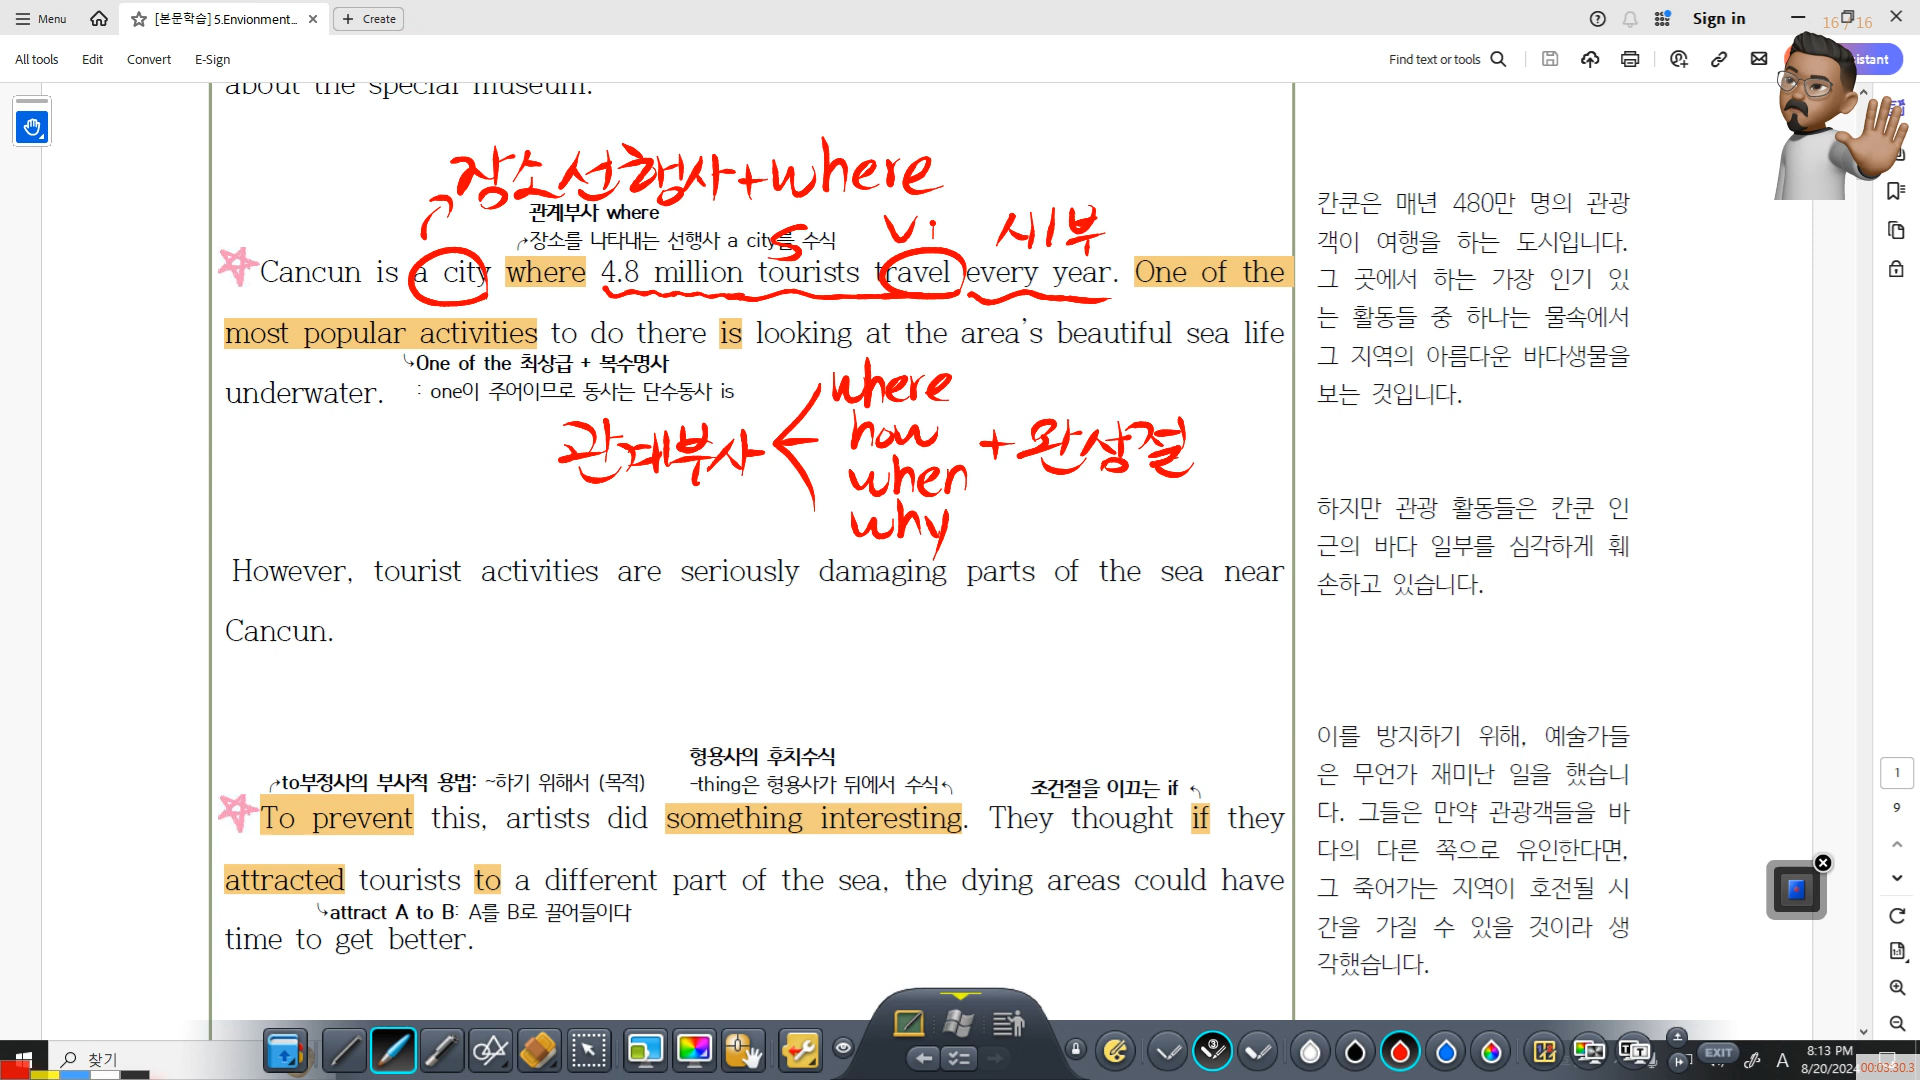 Menu
[본문학습] 5.Envionment...
Create
Sign in
16 / 16
All tools Edit Convert E-Sign
Find text or tools
about the special museum.
장소선행사+where
관계부사 where
장소를 나타내는 선행사 a city를 수식
S Vi 시부
Cancun is a city where 4.8 million tourists travel every year. One of the
most popular activities to do there is looking at the area's beautiful sea life
One of the 최상급 + 복수명사
underwater.
: one이 주어이므로 동사는 단수동사 is
관계부사
where
how
when
why
+ 완성절
However, tourist activities are seriously damaging parts of the sea near
Cancun.
형용사의 후치수식
to부정사의 부사적 용법: ~하기 위해서 (목적)
-thing은 형용사가 뒤에서 수식
조건절을 이끄는 if
To prevent this, artists did something interesting. They thought if they
attracted tourists to a different part of the sea, the dying areas could have
attract A to B: A를 B로 끌어들이다
time to get better.
칸쿤은 매년 480만 명의 관광
객이 여행을 하는 도시입니다.
그 곳에서 하는 가장 인기 있
는 활동들 중 하나는 물속에서
그 지역의 아름다운 바다생물을
보는 것입니다.
하지만 관광 활동들은 칸쿤 인
근의 바다 일부를 심각하게 훼
손하고 있습니다.
이를 방지하기 위해, 예술가들
은 무언가 재미난 일을 했습니
다. 그들은 만약 관광객들을 바
다의 다른 쪽으로 유인한다면,
그 죽어가는 지역이 호전될 시
간을 가질 수 있을 것이라 생
각했습니다.
1
9
찾기
EXIT
A
8:13 PM
8/20/2024
00:03:30.3